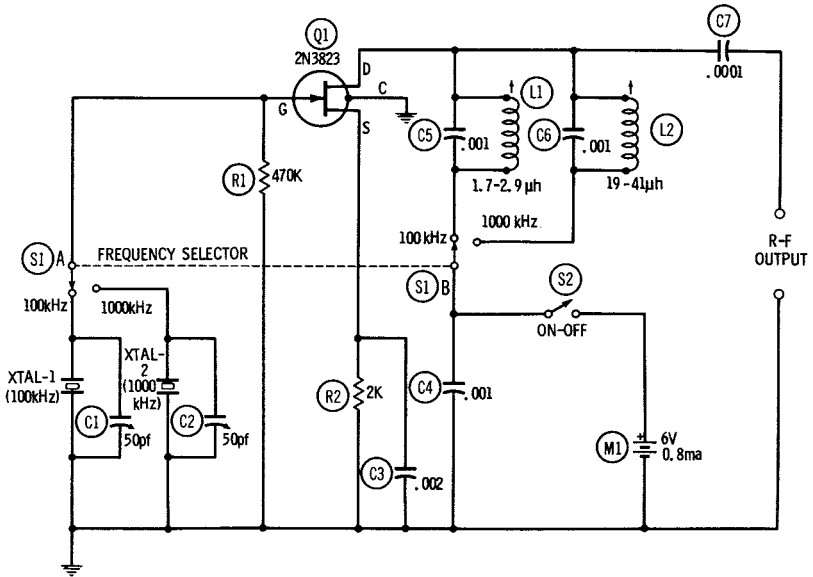 C7
.0001
Q1
2N3823
D
C
G
S
C5
.001
L1
1.7-2.9μh
C6
.001
L2
19-41μh
R1
470K
100kHz
1000 kHz
R-F
OUTPUT
S1 A
FREQUENCY SELECTOR
S1 B
S2
ON-OFF
100kHz
1000kHz
XTAL-1
(100kHz)
C1
50pf
XTAL-
2
(1000
kHz)
C2
50pf
R2
2K
C3
.002
C4
.001
M1
+
6V
0.8ma